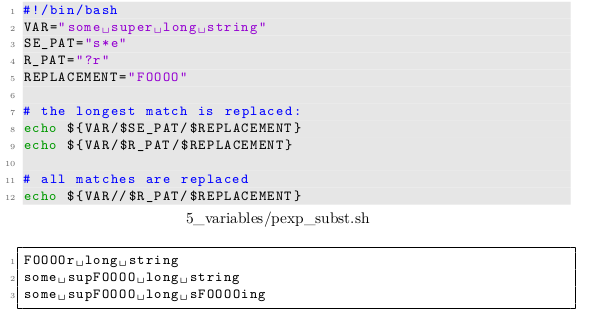 1 #!/bin/bash
2 VAR="some␣super␣long␣string"
3 SE_PAT="s*e"
4 R_PAT="?r"
5 REPLACEMENT="FOOOO"
6
7 # the longest match is replaced:
8 echo ${VAR/$SE_PAT/$REPLACEMENT}
9 echo ${VAR/$R_PAT/$REPLACEMENT}
10
11 # all matches are replaced
12 echo ${VAR//$R_PAT/$REPLACEMENT}
5_variables/pexp_subst.sh
1 FOOOOr␣long␣string
2 some␣supFOOOO␣long␣string
3 some␣supFOOOO␣long␣sFOOOOing